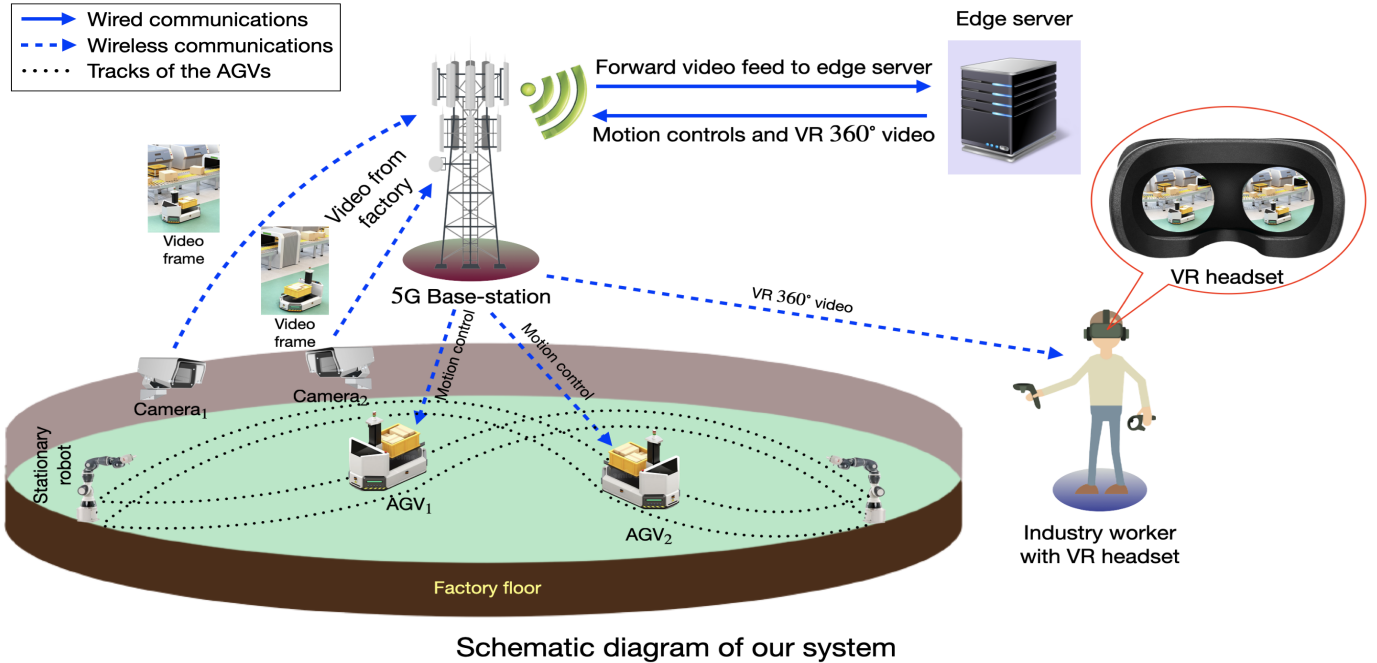 Wired communications
Wireless communications
Tracks of the AGVs
Edge server
Forward video feed to edge server
Motion controls and VR 360° video
Video from
factory
Video
frame
Video
frame
5G Base-station
VR 360° video
VR headset
Motion control
Motion control
Camera1
Camera2
Stationary
robot
AGV1
AGV2
Industry worker
with VR headset
Factory floor
Schematic diagram of our system